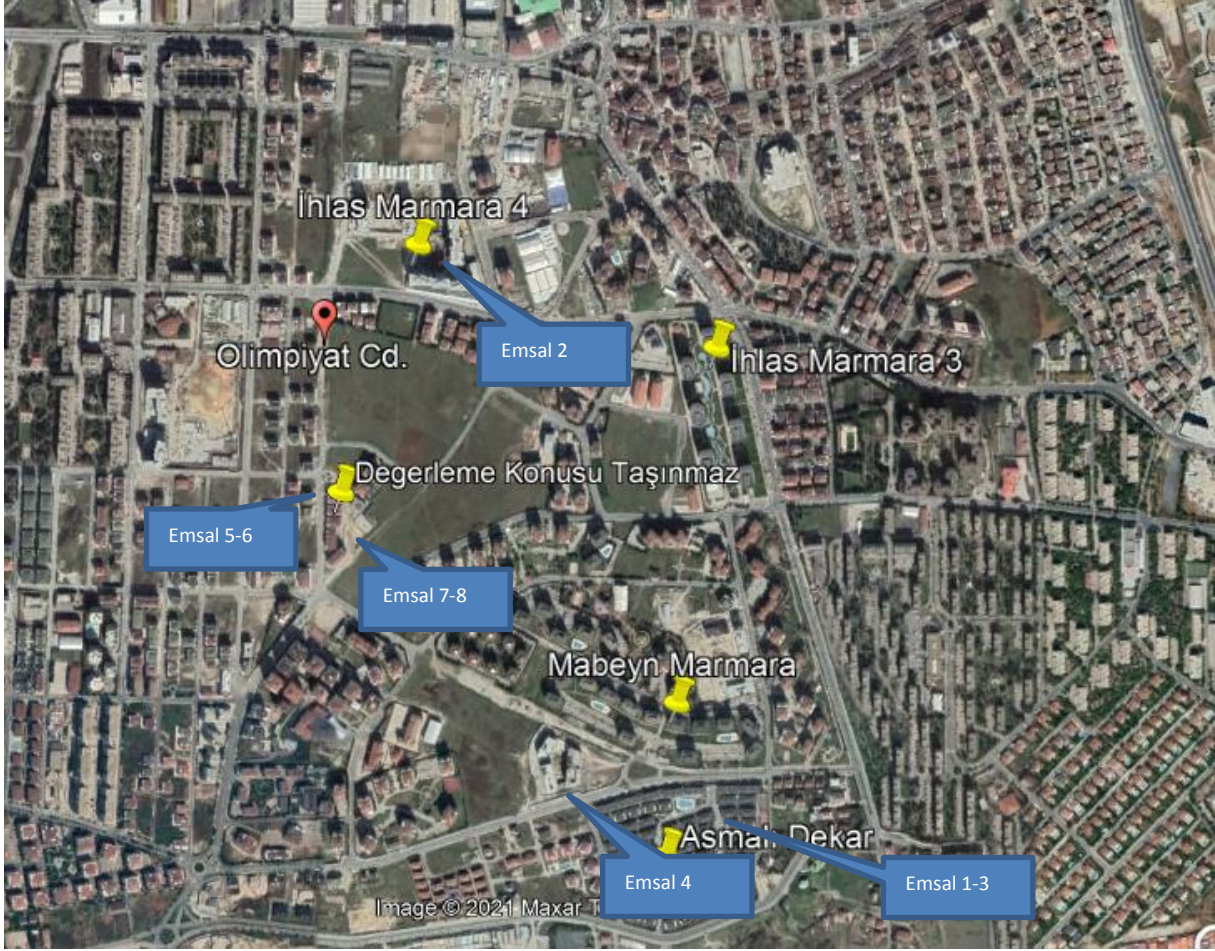 İhlas Marmara 4
Emsal 2
Olimpiyat Cd.
İhlas Marmara 3
Degerleme Konusu Taşınmaz
Emsal 5-6
Emsal 7-8
Mabeyn Marmara
Asmalı Dekar
Emsal 4
Emsal 1-3
Image © 2021 Maxar